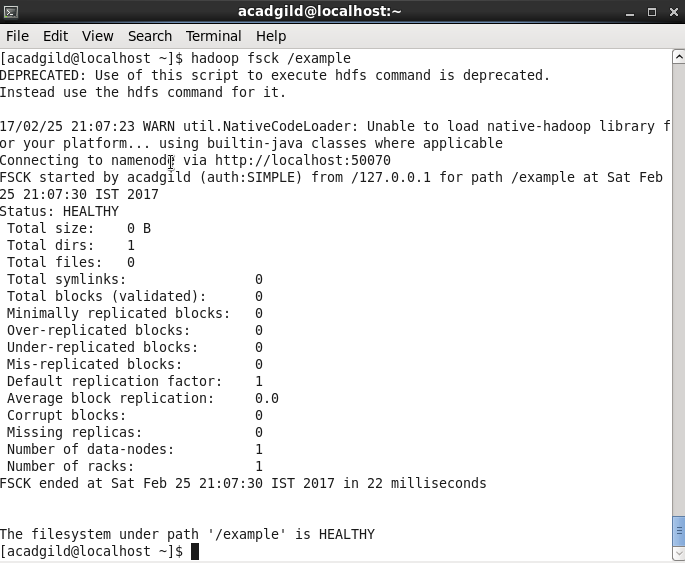 acadgild@localhost:~
File Edit View Search Terminal Help
[acadgild@localhost ~]$ hadoop fsck /example
DEPRECATED: Use of this script to execute hdfs command is deprecated.
Instead use the hdfs command for it.
17/02/25 21:07:23 WARN util.NativeCodeLoader: Unable to load native-hadoop library f
or your platform... using builtin-java classes where applicable
Connecting to namenode via http://localhost:50070
FSCK started by acadgild (auth:SIMPLE) from /127.0.0.1 for path /example at Sat Feb
25 21:07:30 IST 2017
Status: HEALTHY
Total size: 0 B
Total dirs: 1
Total files: 0
Total symlinks: 0
Total blocks (validated): 0
Minimally replicated blocks: 0
Over-replicated blocks: 0
Under-replicated blocks: 0
Mis-replicated blocks: 0
Default replication factor: 1
Average block replication: 0.0
Corrupt blocks: 0
Missing replicas: 0
Number of data-nodes: 1
Number of racks: 1
FSCK ended at Sat Feb 25 21:07:30 IST 2017 in 22 milliseconds
The filesystem under path '/example' is HEALTHY
[acadgild@localhost ~]$